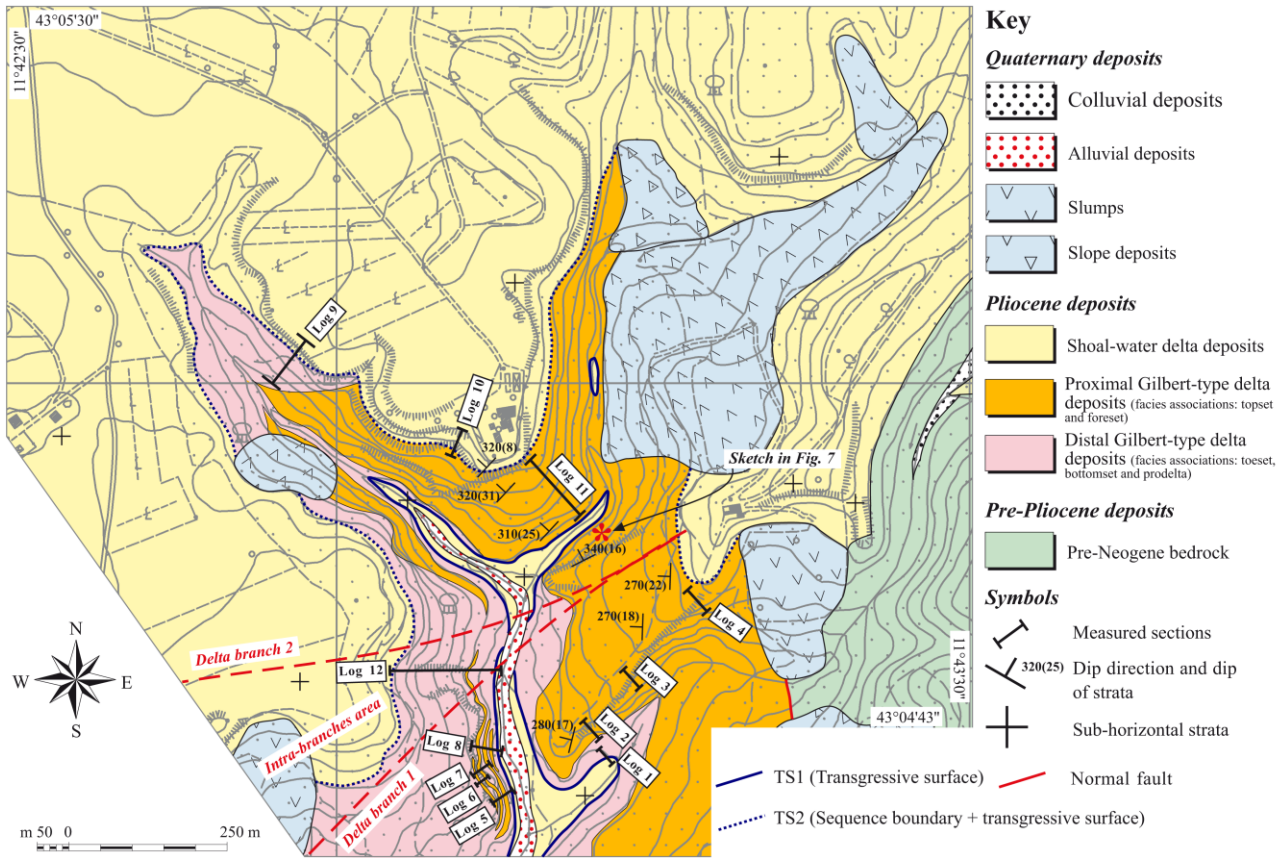 43°05'30"
11°42'30"
Log 9
Log 10
320(8)
Sketch in Fig. 7
Log 11
320(31)
310(25)
340(16)
270(22)
270(18)
Log 4
Delta branch 2
Log 12
Log 3
11°43'30"
43°04'43"
N
W E
S
Intra-branches area
280(17)
Log 2
Log 8
Log 1
Log 7
Log 6
Log 5
Delta branch 1
m 50 0 250 m
Key
Quaternary deposits
Colluvial deposits
Alluvial deposits
Slumps
Slope deposits
Pliocene deposits
Shoal-water delta deposits
Proximal Gilbert-type delta
deposits (facies associations: topset
and foreset)
Distal Gilbert-type delta
deposits (facies associations: toeset,
bottomset and prodelta)
Pre-Pliocene deposits
Pre-Neogene bedrock
Symbols
Measured sections
320(25) Dip direction and dip
of strata
Sub-horizontal strata
TS1 (Transgressive surface)
Normal fault
TS2 (Sequence boundary + transgressive surface)